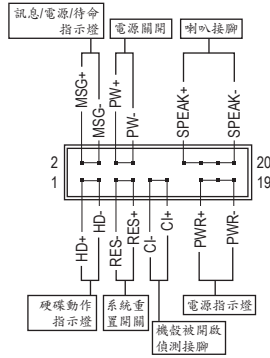 訊息/電源/待命
指示燈
電源開關
喇叭接腳
MSG+
MSG-
PW+
PW-
SPEAK+
SPEAK-
2
20
1
19
HD+
HD-
RES-
RES+
CI-
CI+
PWR+
PWR-
硬碟動作
指示燈
系統重
置開關
機殼被開啟
偵測接腳
電源指示燈